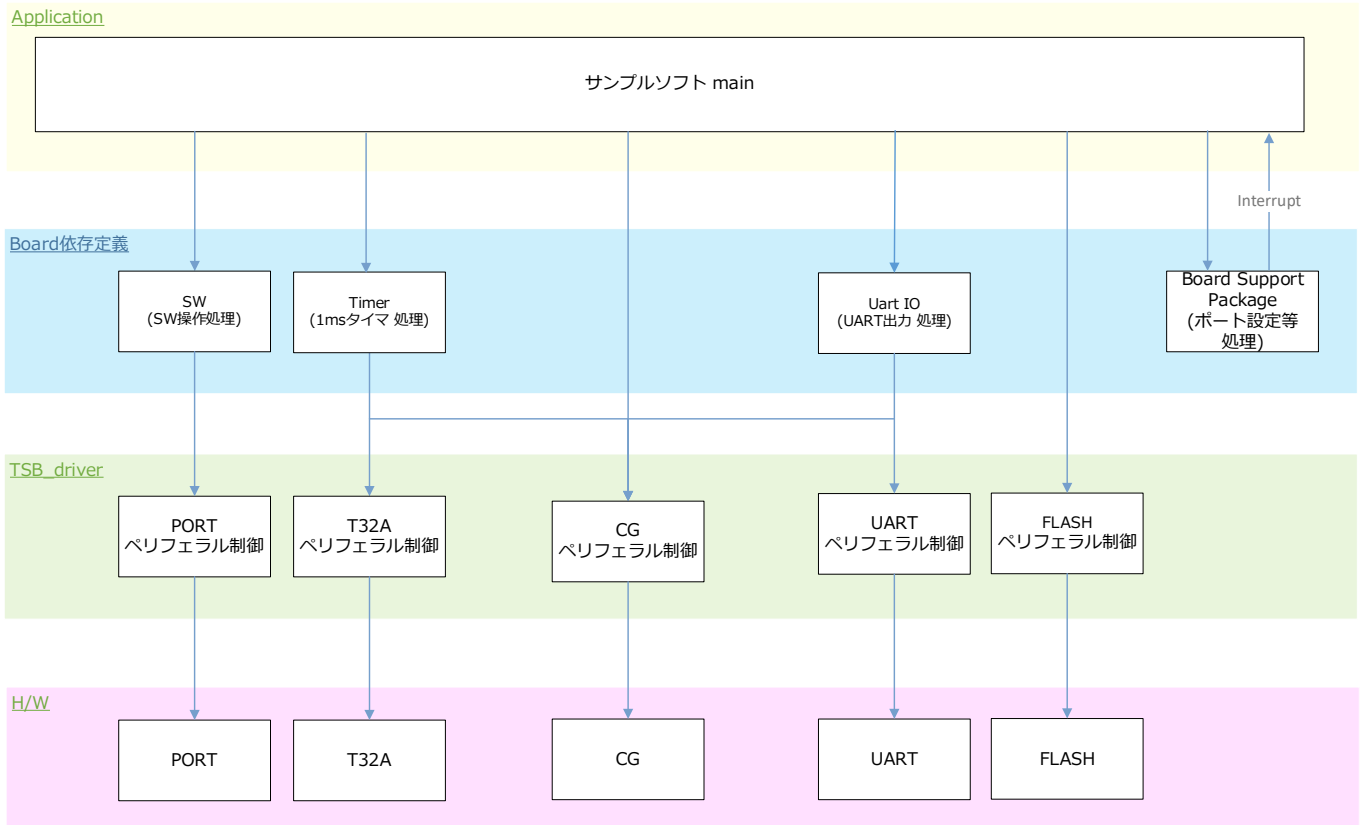 Application
サンプルソフト main
Interrupt
Board依存定義
SW
(SW操作処理)
Timer
(1msタイマ 処理)
Uart IO
(UART出力 処理)
Board Support
Package
(ポート設定等
処理)
TSB_driver
PORT
ペリフェラル制御
T32A
ペリフェラル制御
CG
ペリフェラル制御
UART
ペリフェラル制御
FLASH
ペリフェラル制御
H/W
PORT
T32A
CG
UART
FLASH